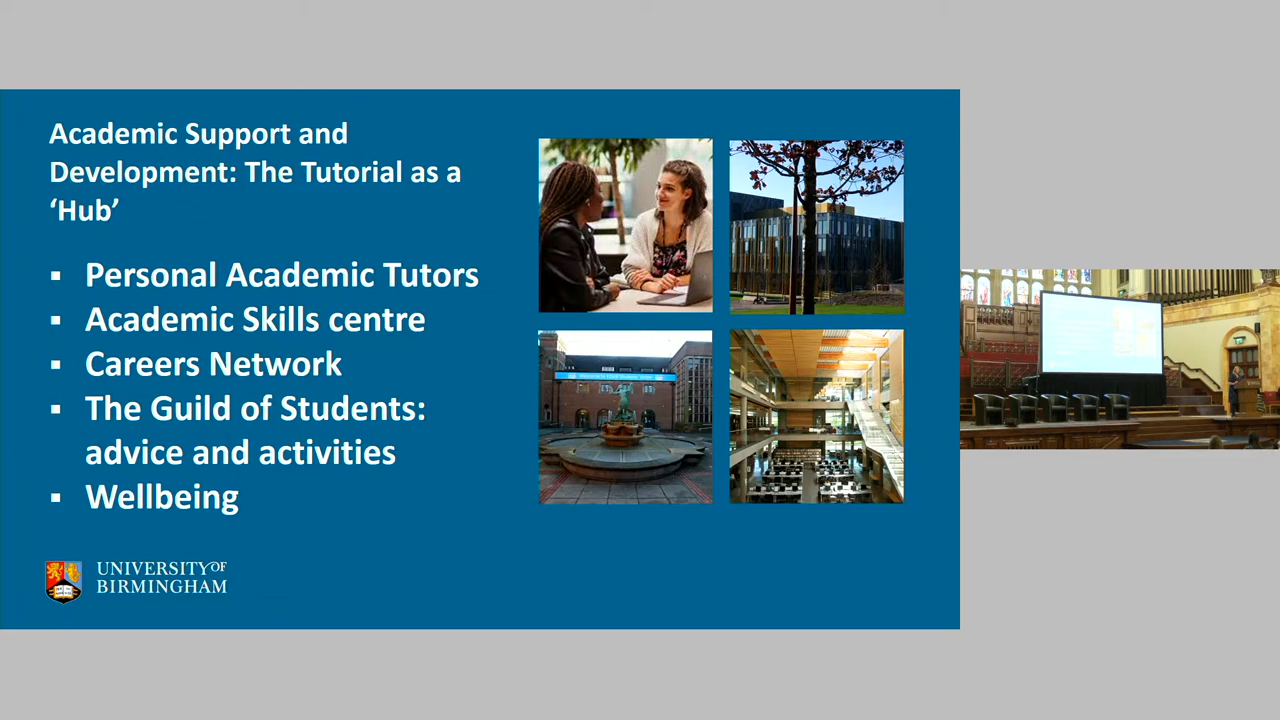 Academic Support and
Development: The Tutorial as a
‘Hub’
▪ Personal Academic Tutors
▪ Academic Skills centre
▪ Careers Network
▪ The Guild of Students:
advice and activities
▪ Wellbeing
UNIVERSITY OF
BIRMINGHAM